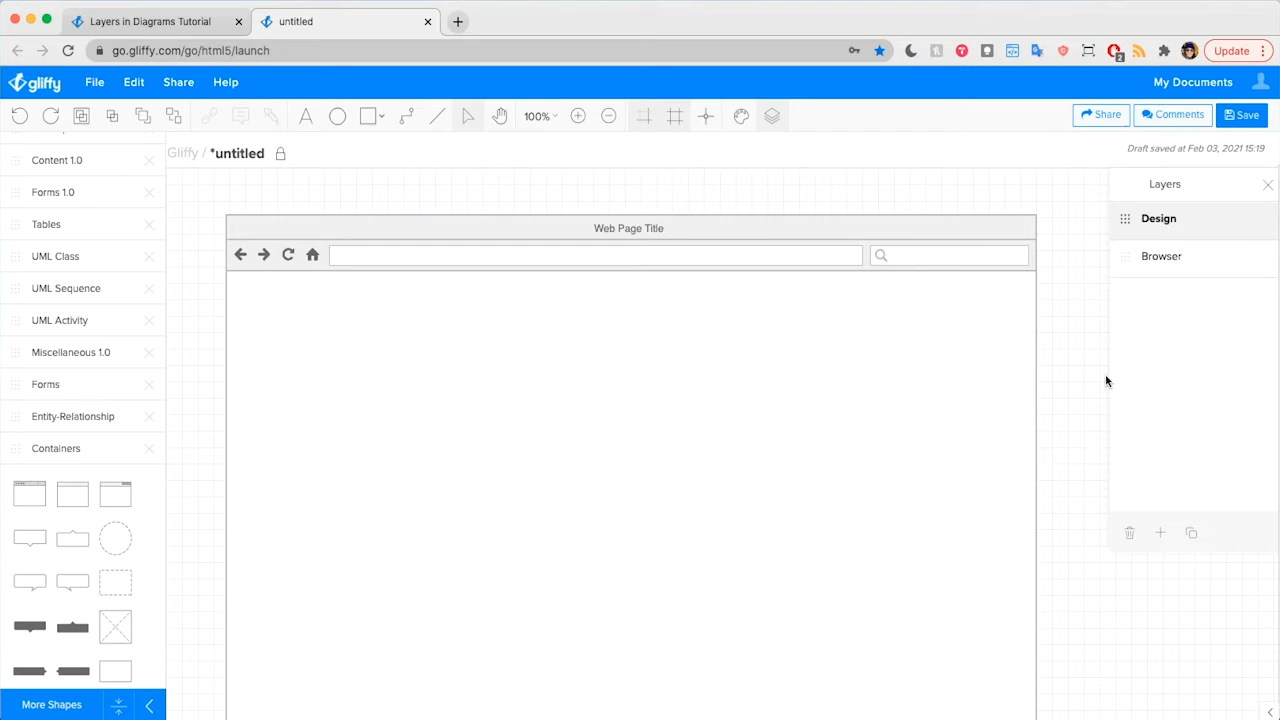 Layers in Diagrams Tutorial
untitled
go.gliffy.com/go/html5/launch
2
Update
gliffy
File
Edit
Share
Help
My Documents
100%
Share
Comments
Save
Content 1.0
Forms 1.0
Tables
UML Class
UML Sequence
UML Activity
Miscellaneous 1.0
Forms
Entity-Relationship
Containers
More Shapes
Gliffy / *untitled
Draft saved at Feb 03, 2021 15:19
Web Page Title
Layers
Design
Browser